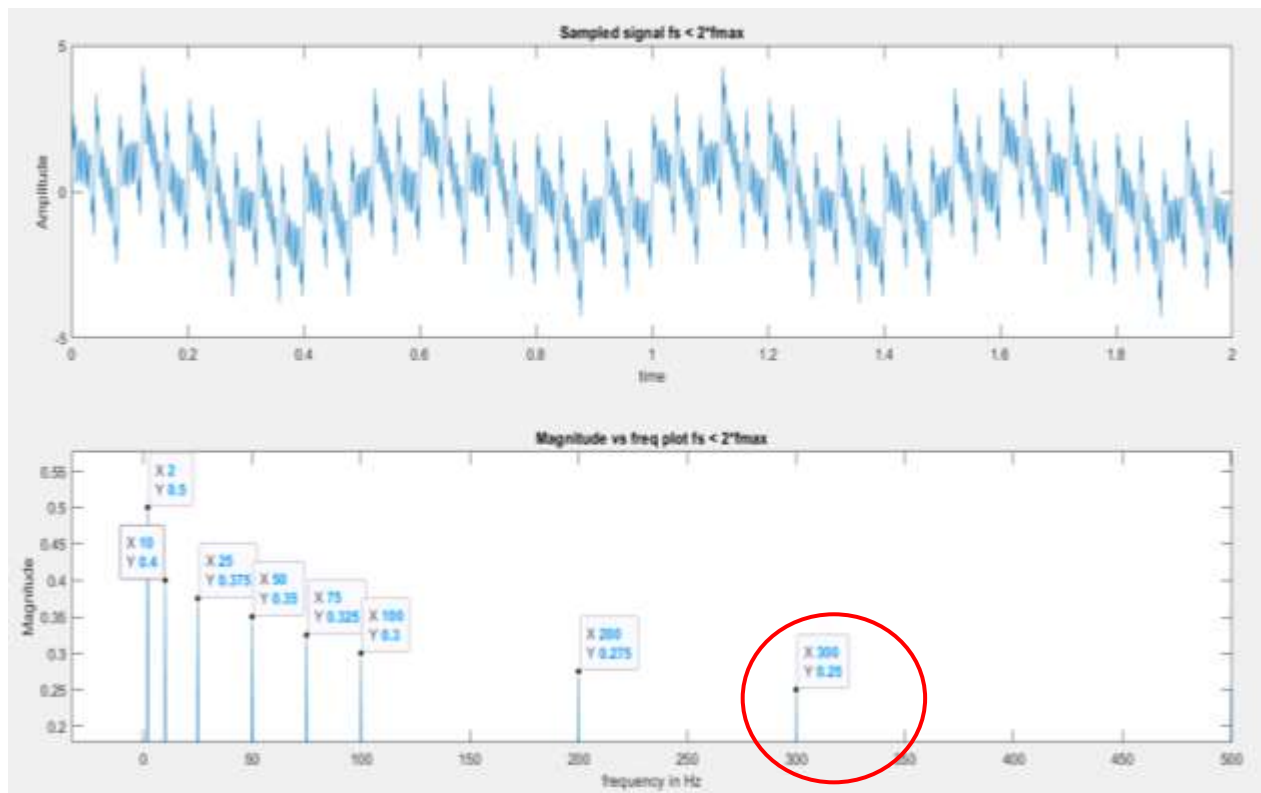 Sampled signal fs < 2*fmax
5
0
-5
Amplitude
0 0.2 0.4 0.6 0.8 1 1.2 1.4 1.6 1.8 2
time
Magnitude vs freq plot fs < 2*fmax
0.55
0.5
0.45
0.4
0.35
0.3
0.25
0.2
Magnitude
X 2
Y 0.5
X 10
Y 0.4
X 25
Y 0.375
X 50
Y 0.35
X 75
Y 0.325
X 100
Y 0.3
X 200
Y 0.275
X 300
Y 0.25
0 50 100 150 200 250 300 350 400 450 500
frequency in Hz